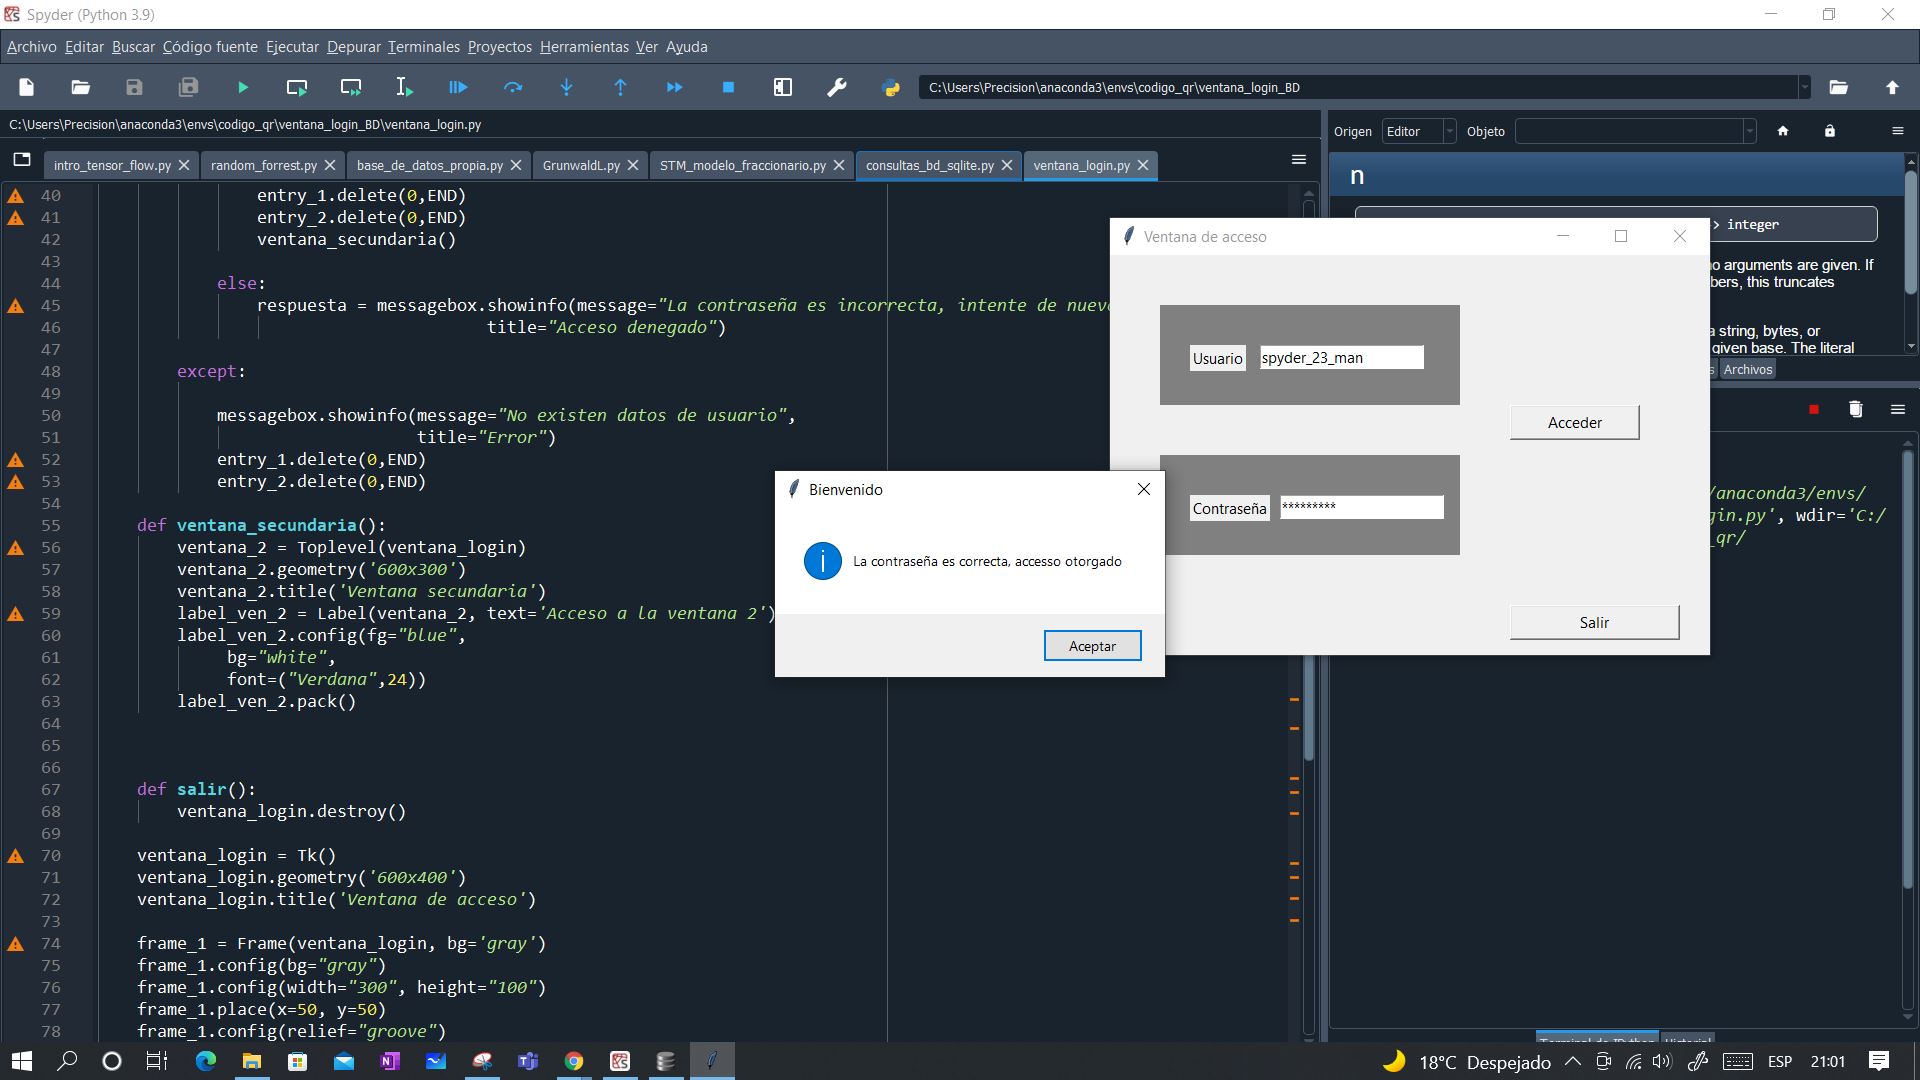 Spyder (Python 3.9)
Archivo Editar Buscar Código fuente Ejecutar Depurar Terminales Proyectos Herramientas Ver Ayuda
C:\Users\Precision\anaconda3\envs\codigo_qr\ventana_login_BD
C:\Users\Precision\anaconda3\envs\codigo_qr\ventana_login_BD\ventana_login.py
intro_tensor_flow.py random_forrest.py base_de_datos_propia.py GrunwaldL.py STM_modelo_fraccionario.py consultas_bd_sqlite.py ventana_login.py
40 entry_1.delete(0,END)
41 entry_2.delete(0,END)
42 ventana_secundaria()
43
44 else:
45 respuesta = messagebox.showinfo(message="La contraseña es incorrecta, intente de nuev
46 title="Acceso denegado")
47
48 except:
49
50 messagebox.showinfo(message="No existen datos de usuario",
51 title="Error")
52 entry_1.delete(0,END)
53 entry_2.delete(0,END)
54
55 def ventana_secundaria():
56 ventana_2 = Toplevel(ventana_login)
57 ventana_2.geometry('600x300')
58 ventana_2.title('Ventana secundaria')
59 label_ven_2 = Label(ventana_2, text='Acceso a la ventana 2')
60 label_ven_2.config(fg="blue",
61 bg="white",
62 font=("Verdana",24))
63 label_ven_2.pack()
64
65
66
67 def salir():
68 ventana_login.destroy()
69
70 ventana_login = Tk()
71 ventana_login.geometry('600x400')
72 ventana_login.title('Ventana de acceso')
73
74 frame_1 = Frame(ventana_login, bg='gray')
75 frame_1.config(bg="gray")
76 frame_1.config(width="300", height="100")
77 frame_1.place(x=50, y=50)
78 frame_1.config(relief="groove")
Origen Editor Objeto
n
> integer
no arguments are given. If
bers, this truncates
a string, bytes, or
given base. The literal
s Archivos
/anaconda3/envs/
gin.py', wdir='C:/
_qr/
Terminal de IPython Historial
Ventana de acceso
Usuario spyder_23_man
Acceder
Contraseña *********
Salir
Bienvenido
La contraseña es correcta, accesso otorgado
Aceptar
18°C Despejado ESP 21:01